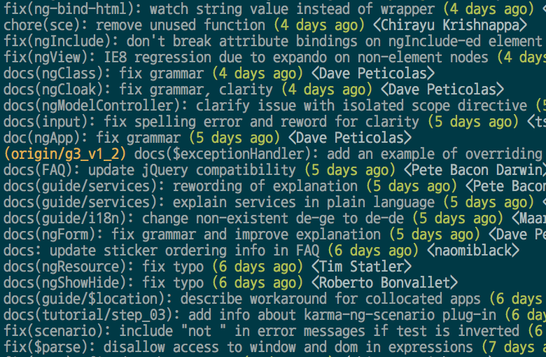 fix(ng-bind-html): watch string value instead of wrapper (4 days ago) <
chore(sce): remove unused function (4 days ago) <Chirayu Krishnappa>
fix(ngInclude): don't break attribute bindings on ngInclude-ed element
fix(ngView): IE8 regression due to expando on non-element nodes (4 day
docs(ngClass): fix grammar (4 days ago) <Dave Peticolas>
docs(ngCloak): fix grammar, clarity (4 days ago) <Dave Peticolas>
docs(ngModelController): clarify issue with isolated scope directive (5
docs(input): fix spelling error and reword for clarity (5 days ago) <ts
doc(ngApp): fix grammar (5 days ago) <Dave Peticolas>
(origin/g3_v1_2) docs($exceptionHandler): add an example of overriding
docs(FAQ): update jQuery compatibility (5 days ago) <Pete Bacon Darwin>
docs(guide/services): rewording of explanation (5 days ago) <Pete Bacon
docs(guide/services): explain services in plain language (5 days ago) <
docs(guide/i18n): change non-existent de-ge to de-de (5 days ago) <Maar
docs(ngForm): fix grammar and improve explanation (5 days ago) <Dave Pe
docs: update sticker ordering info in FAQ (6 days ago) <naomiblack>
docs(ngResource): fix typo (6 days ago) <Tim Statler>
docs(ngShowHide): fix typo (6 days ago) <Roberto Bonvallet>
docs(guide/$location): describe workaround for collocated apps (6 days
docs(tutorial/step_03): add info about karma-ng-scenario plug-in (6 day
fix(scenario): include "not " in error messages if test is inverted (6
fix($parse): disallow access to window and dom in expressions (7 days a